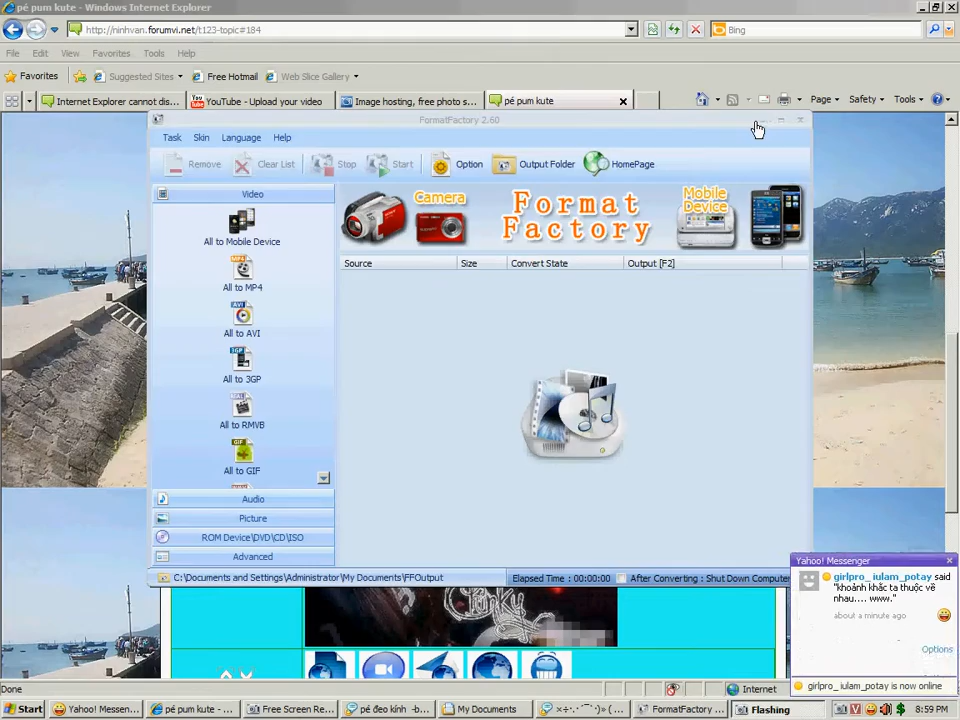 pé pum kute - Windows Internet Explorer
http://ninhvan.forumvi.net/t123-topic#184
Bing
File Edit View Favorites Tools Help
Favorites Suggested Sites Free Hotmail Web Slice Gallery
Internet Explorer cannot dis... YouTube - Upload your video Image hosting, free photo s... pé pum kute
Page Safety Tools
FormatFactory 2.60
Task Skin Language Help
Remove Clear List Stop Start Option Output Folder HomePage
Video
All to Mobile Device
MP4
All to MP4
AVI
All to AVI
3GP
All to 3GP
All to RMVB
GIF
All to GIF
Audio
Picture
ROM Device\DVD\CD\ISO
Advanced
Camera
Format
Factory
Mobile
Device
Source Size Convert State Output [F2]
C:\Documents and Settings\Administrator\My Documents\FFOutput
Elapsed Time : 00:00:00 After Converting : Shut Down Computer
Yahoo! Messenger
girlpro_ iulam_potay said
"khoảnh khắc ta thuộc về
nhau.... www."
about a minute ago
Options
girlpro_ iulam_potay is now online
Done
Internet
Start Yahoo! Messen... pé pum kute - ... Free Screen Re... pé đeo kính -b... My Documents FormatFactory ... Flashing
8:59 PM